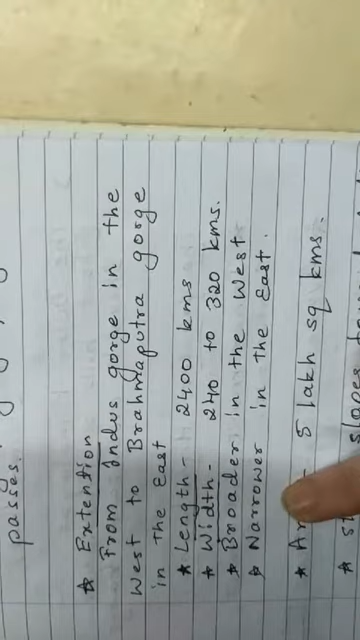 passes.
☆ Extention
From Indus gorge in the
West to Brahmaputra gorge
in the East
★ Length - 2400 kms
★ Width - 240 to 320 kms.
★ Broader in the West
★ Narrower in the East.
★ - 5 lakh sq kms.
★ slopes